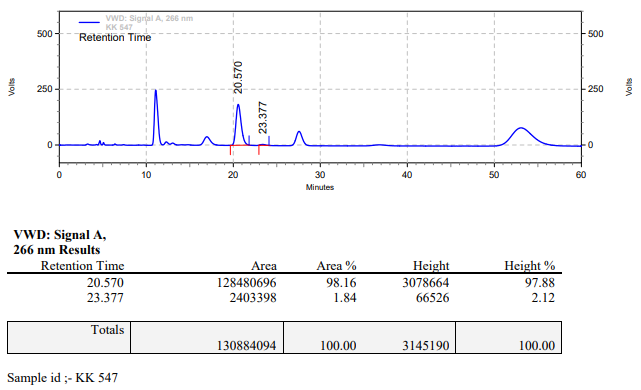 VWD: Signal A, 266 nm
KK 547
Retention Time
500
500
20.570
23.377
250
250
Volts
Volts
0
0
0 10 20 30 40 50 60
Minutes
VWD: Signal A,
266 nm Results
Retention Time Area Area % Height Height %
20.570 128480696 98.16 3078664 97.88
23.377 2403398 1.84 66526 2.12
Totals
130884094 100.00 3145190 100.00
Sample id ;- KK 547